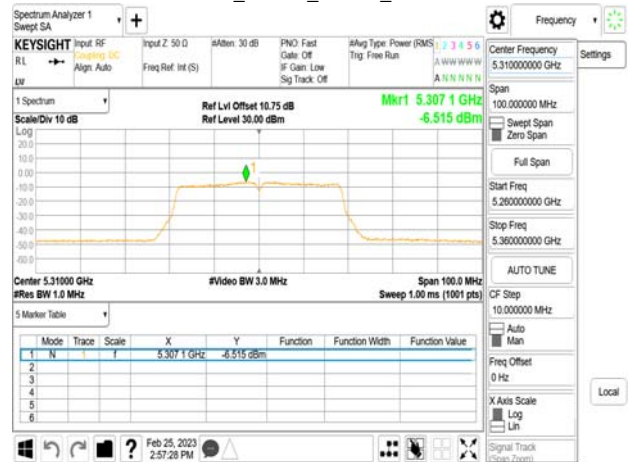 Spectrum Analyzer 1
Swept SA
Frequency
KEYSIGHT
RL
Input: RF
Coupling: DC
Align: Auto
Input Z: 50 Ω
Freq Ref: Int (S)
#Atten: 30 dB
PNO: Fast
Gate: Off
IF Gain: Low
Sig Track: Off
#Avg Type: Power (RMS
Trig: Free Run
1 2 3 4 5 6
A W W W W W
A N N N N N
1 Spectrum
Scale/Div 10 dB
Log
Ref Lvl Offset 10.75 dB
Ref Level 30.00 dBm
Mkr1 5.307 1 GHz
-6.515 dBm
20.0
10.0
0.00
-10.0
-20.0
-30.0
-40.0
-50.0
-60.0
1
Center 5.31000 GHz
#Res BW 1.0 MHz
#Video BW 3.0 MHz
Span 100.0 MHz
Sweep 1.00 ms (1001 pts)
5 Marker Table
Mode Trace Scale X Y Function Function Width Function Value
1 N 1 f 5.307 1 GHz -6.515 dBm
2
3
4
5
6
Feb 25, 2023
2:57:28 PM
Center Frequency
5.310000000 GHz
Settings
Span
100.000000 MHz
Swept Span
Zero Span
Full Span
Start Freq
5.260000000 GHz
Stop Freq
5.360000000 GHz
AUTO TUNE
CF Step
10.000000 MHz
Auto
Man
Freq Offset
0 Hz
X Axis Scale
Log
Lin
Local
Signal Track
(Span Zoom)